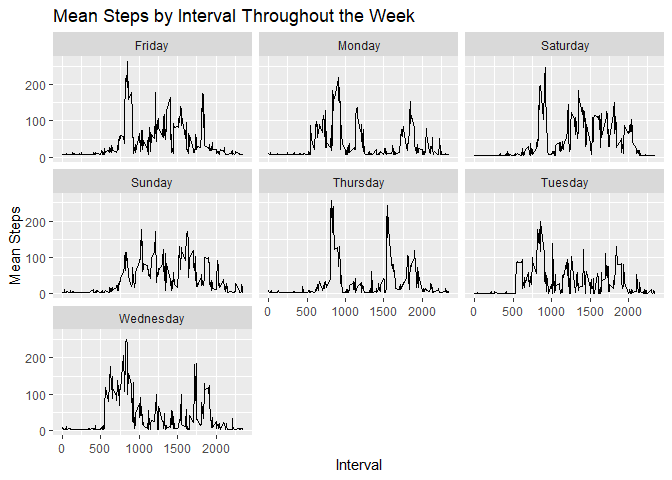 Mean Steps by Interval Throughout the Week
Friday Monday Saturday
200
100
0
Sunday Thursday Tuesday
200
100
0
0 500 1000 1500 2000 0 500 1000 1500 2000
Wednesday
200
100
0
0 500 1000 1500 2000
Mean Steps
Interval